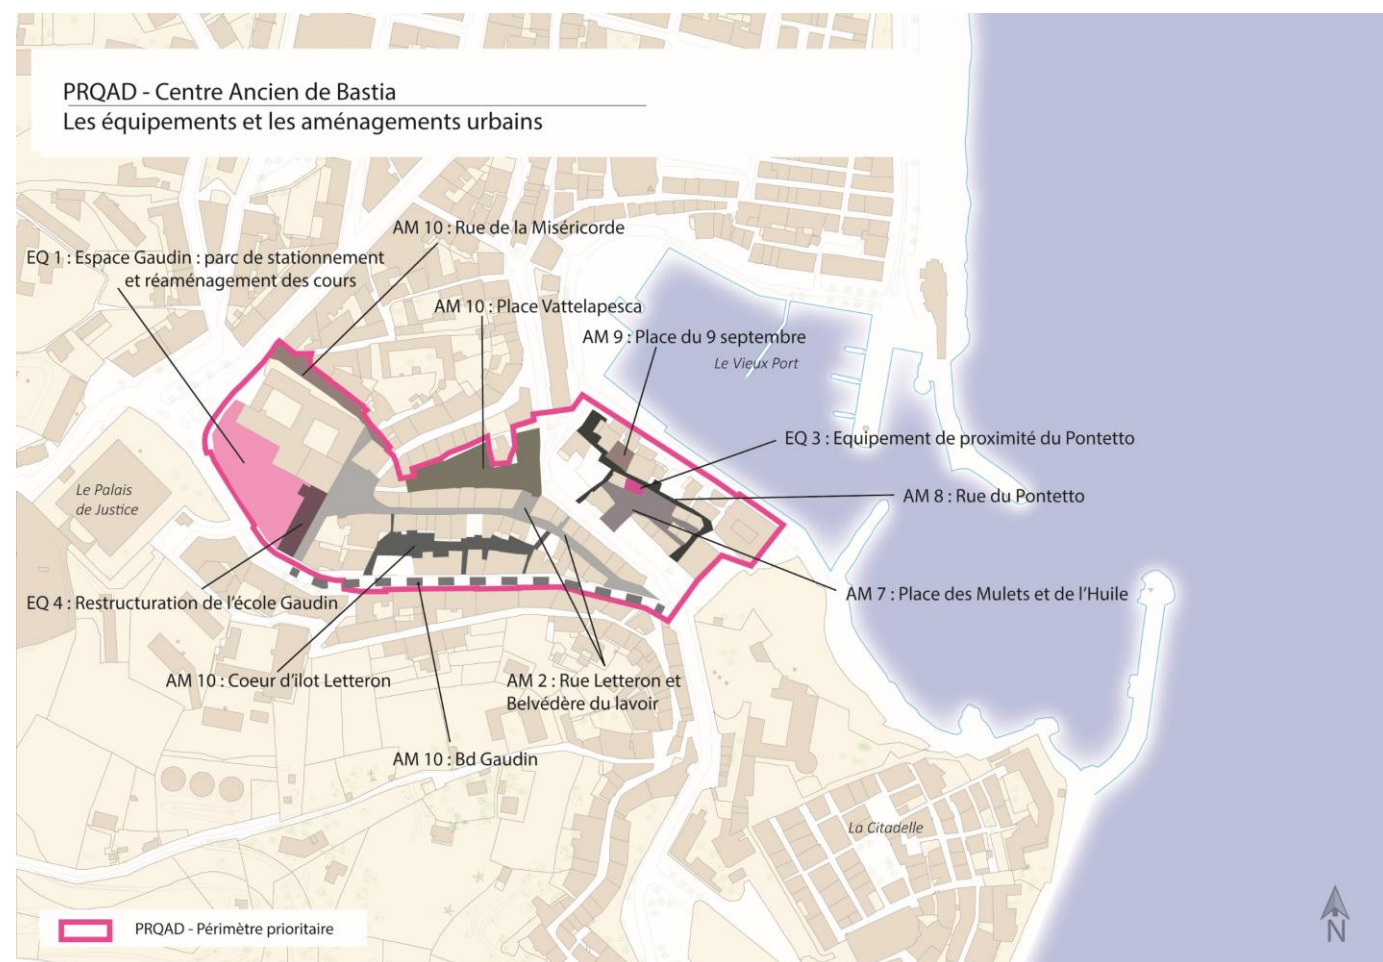 PRQAD - Centre Ancien de Bastia
Les équipements et les aménagements urbains
AM 10 : Rue de la Miséricorde
EQ 1 : Espace Gaudin : parc de stationnement
et réaménagement des cours
AM 10 : Place Vattelapesca
AM 9 : Place du 9 septembre
Le Vieux Port
EQ 3 : Equipement de proximité du Pontetto
Le Palais
de Justice
AM 8 : Rue du Pontetto
AM 7 : Place des Mulets et de l'Huile
EQ 4 : Restructuration de l'école Gaudin
AM 10 : Coeur d'ilot Letteron
AM 2 : Rue Letteron et
Belvédère du lavoir
AM 10 : Bd Gaudin
La Citadelle
PRQAD - Périmètre prioritaire
N